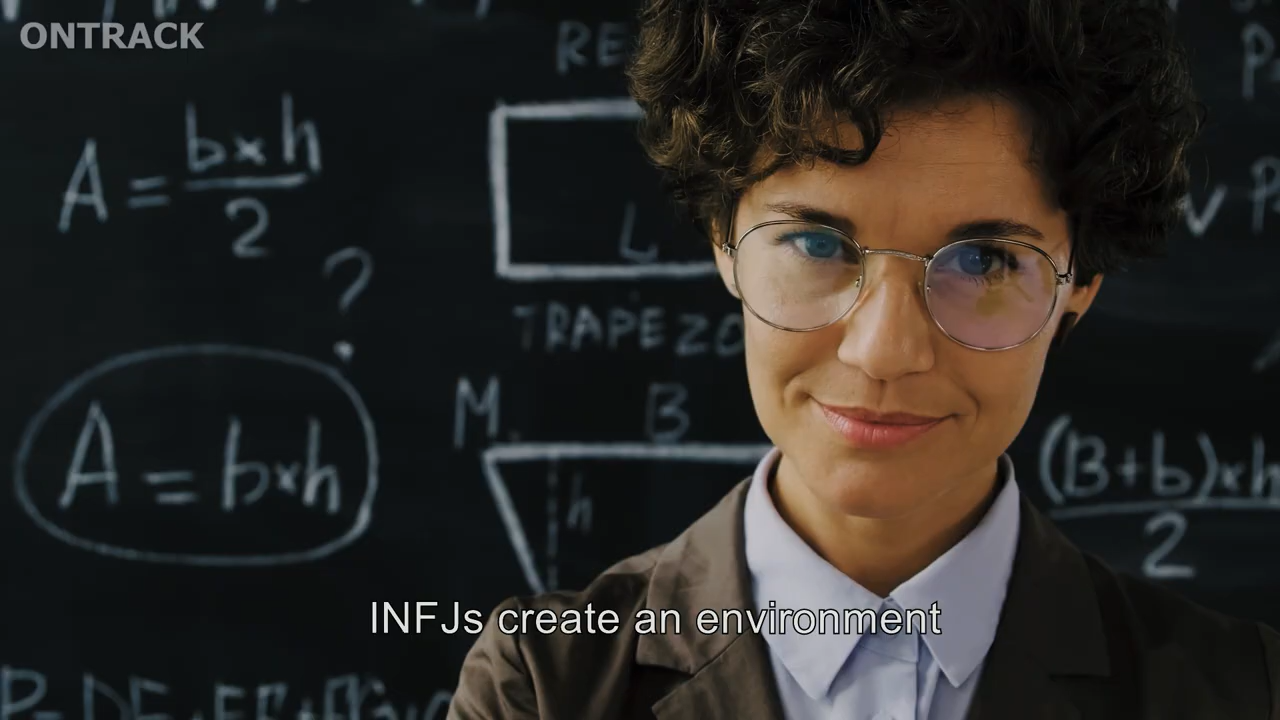 ONTRACK
A = b×h / 2
?
L
TRAPEZO
M. B
h
A = b×h
(B+b)×h / 2
INFJs create an environment